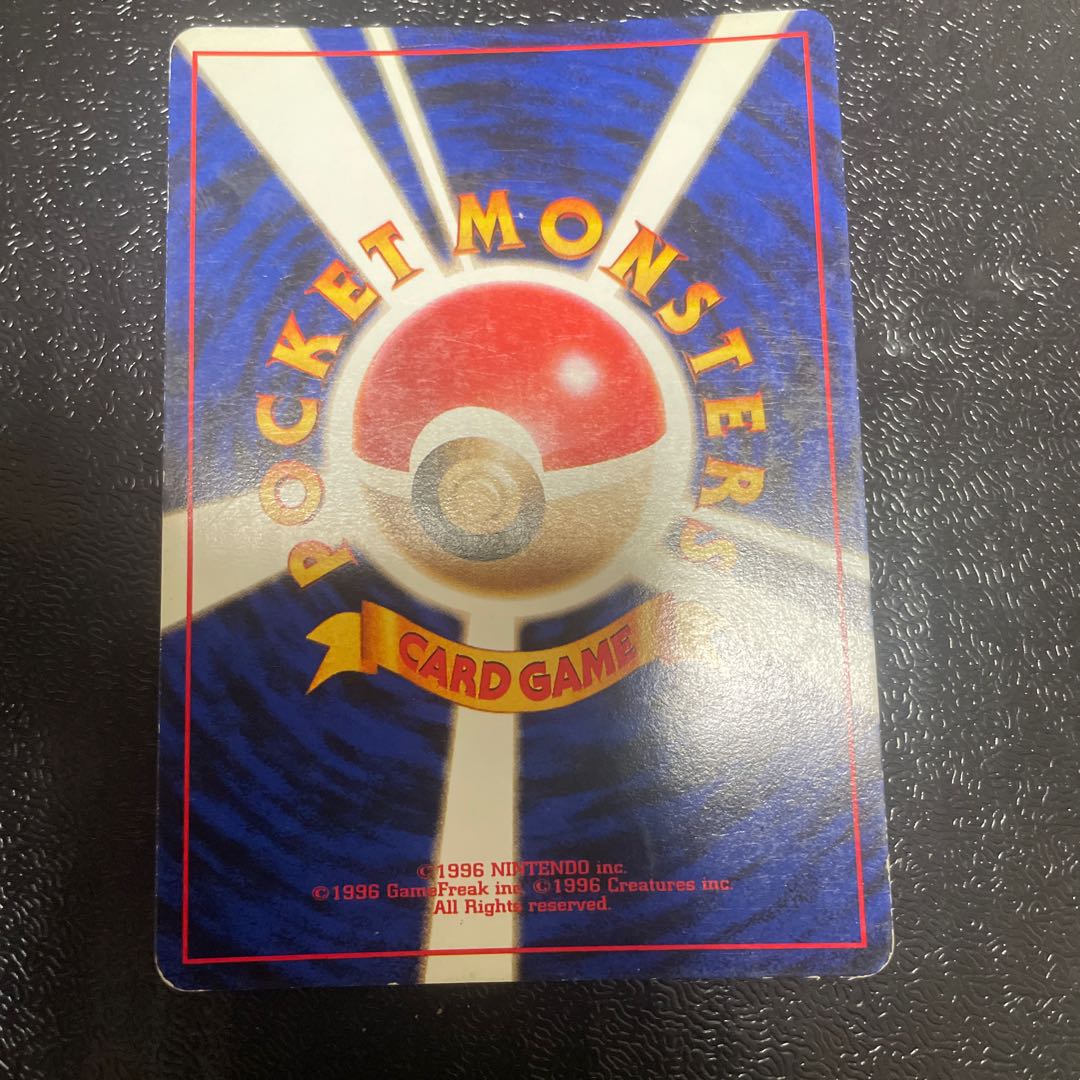 POCKET MONSTERS
CARD GAME
©1996 NINTENDO inc.
©1996 GameFreak inc. ©1996 Creatures inc.
All Rights reserved.